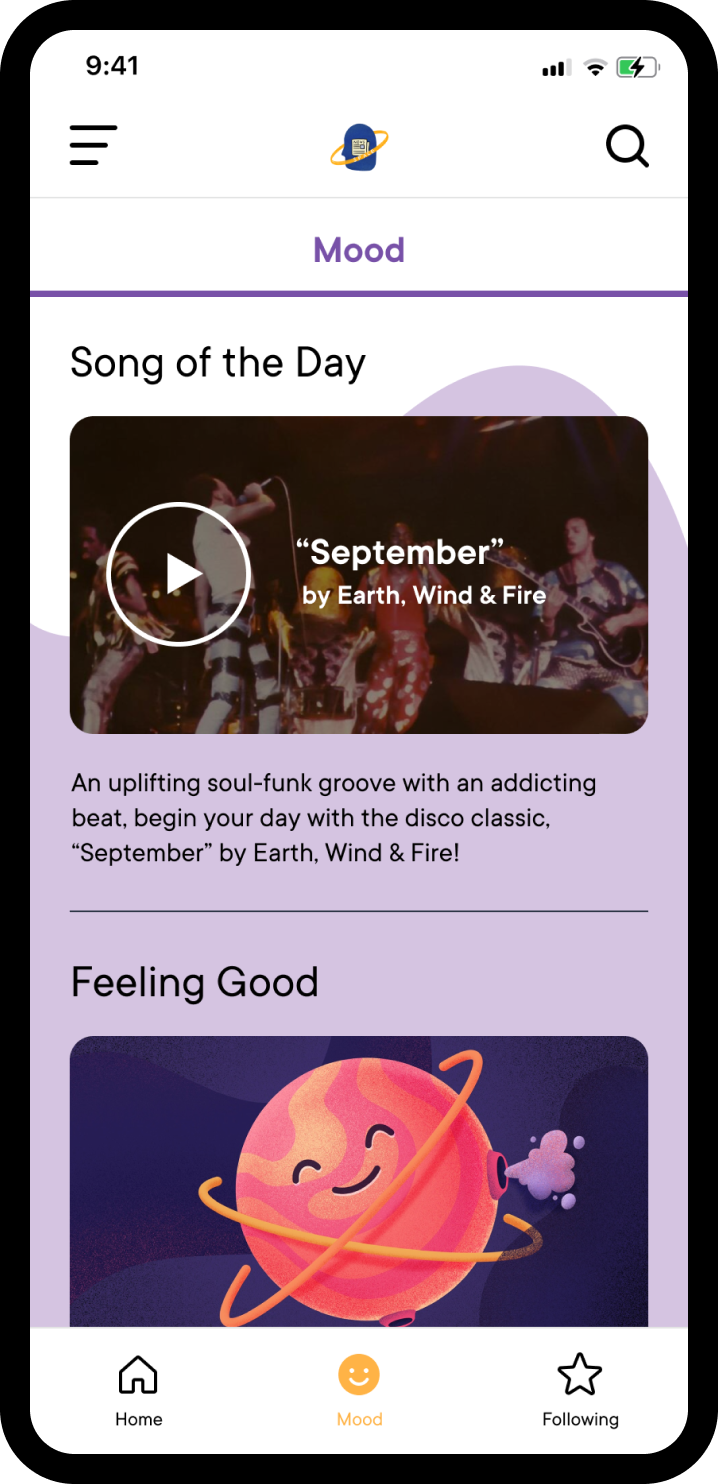 9:41
Mood
Song of the Day
“September”
by Earth, Wind & Fire
An uplifting soul-funk groove with an addicting
beat, begin your day with the disco classic,
“September” by Earth, Wind & Fire!
Feeling Good
Home
Mood
Following